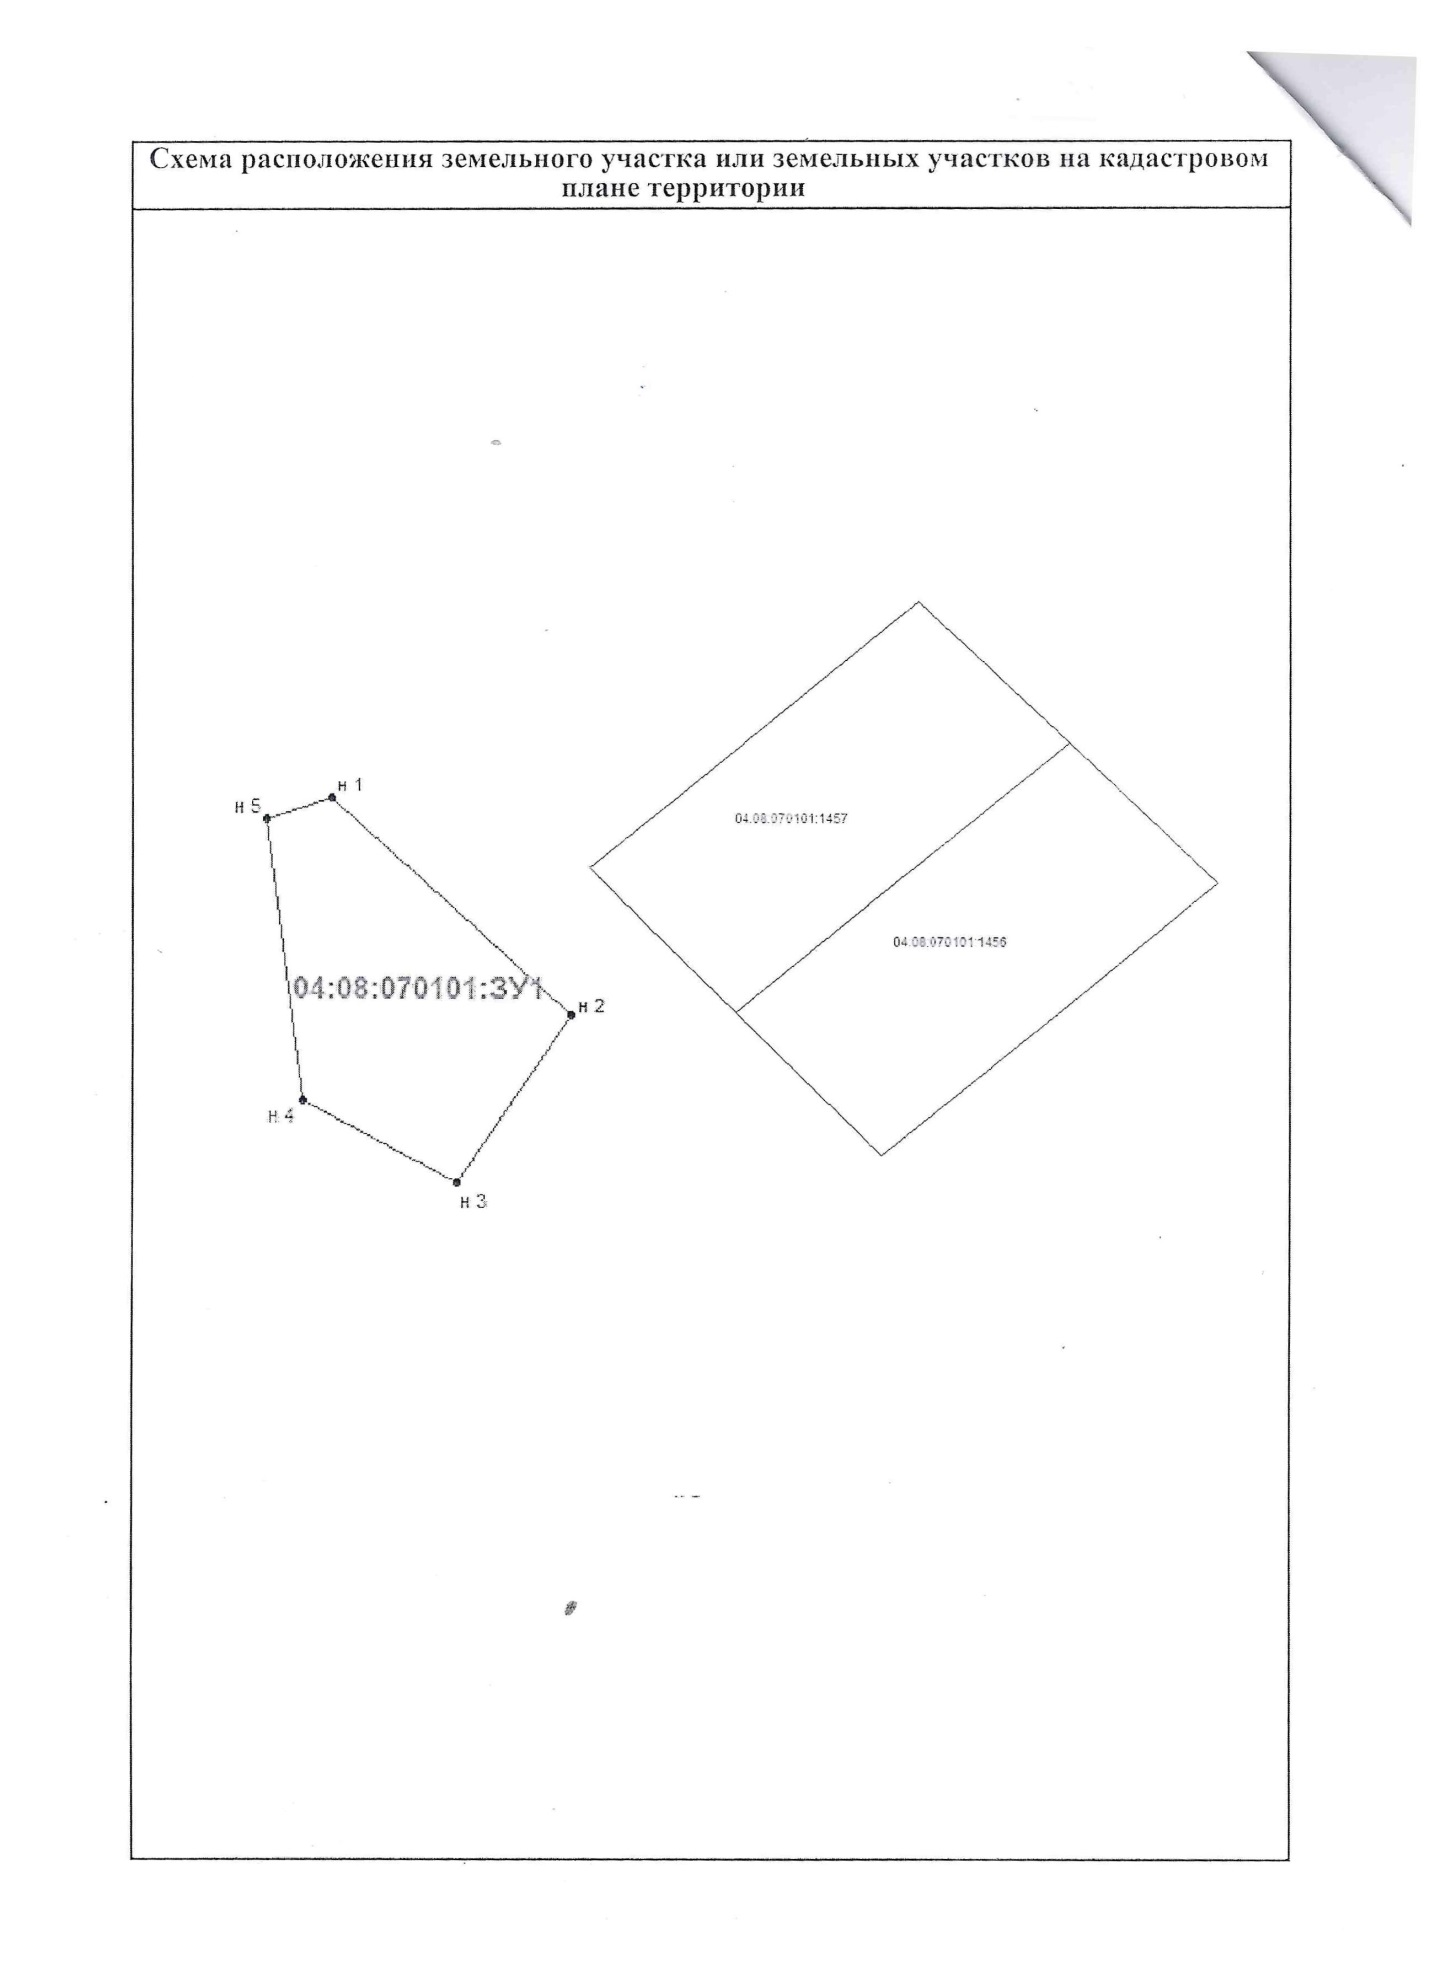 Схема расположения земельного участка или земельных участков на кадастровом
плане территории
н 1
н 5
04:08:070101:1457
04:08:070101:1456
04:08:070101:ЗУ1
н 2
н 4
н 3